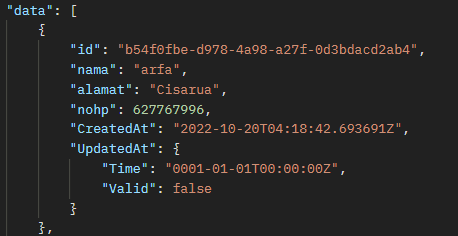 "data": [
{
"id": "b54f0fbe-d978-4a98-a27f-0d3bdacd2ab4",
"nama": "arfa",
"alamat": "Cisarua",
"nohp": 627767996,
"CreatedAt": "2022-10-20T04:18:42.693691Z",
"UpdatedAt": {
"Time": "0001-01-01T00:00:00Z",
"Valid": false
}
},